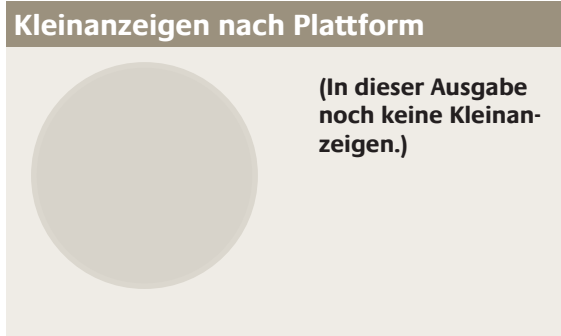 Kleinanzeigen nach Plattform
(In dieser Ausgabe
noch keine Kleinan-
zeigen.)